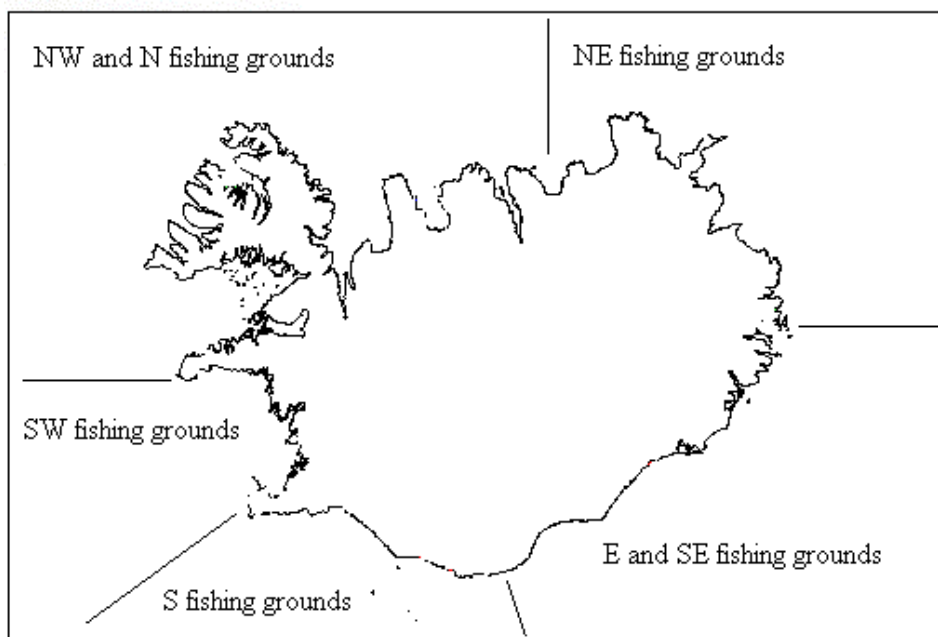 NW and N fishing grounds
NE fishing grounds
SW fishing grounds
E and SE fishing grounds
S fishing grounds